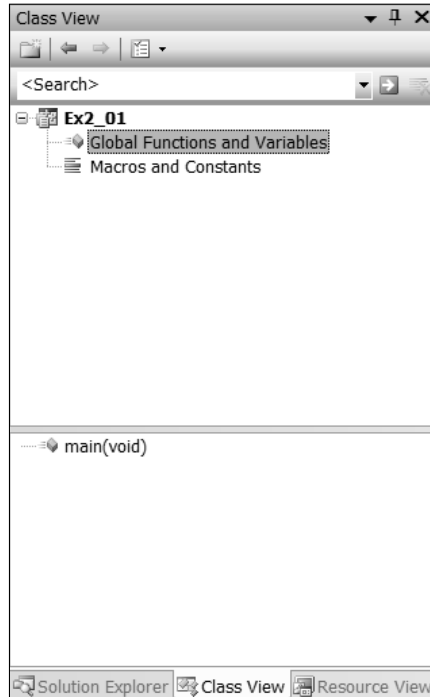 Class View
<Search>
Ex2_01
Global Functions and Variables
Macros and Constants
main(void)
Solution Explorer Class View Resource View